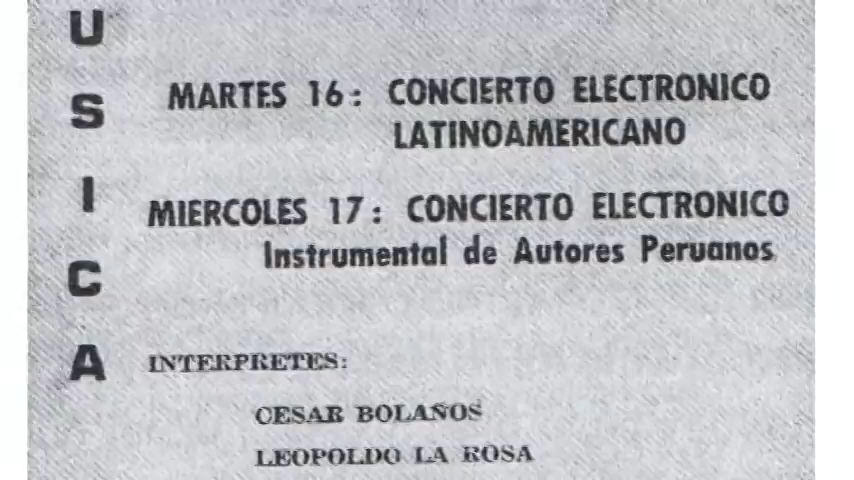 U
S
I
C
A
MARTES 16: CONCIERTO ELECTRONICO
LATINOAMERICANO
MIERCOLES 17: CONCIERTO ELECTRONICO
Instrumental de Autores Peruanos
INTERPRETES:
CESAR BOLAÑOS
LEOPOLDO LA ROSA